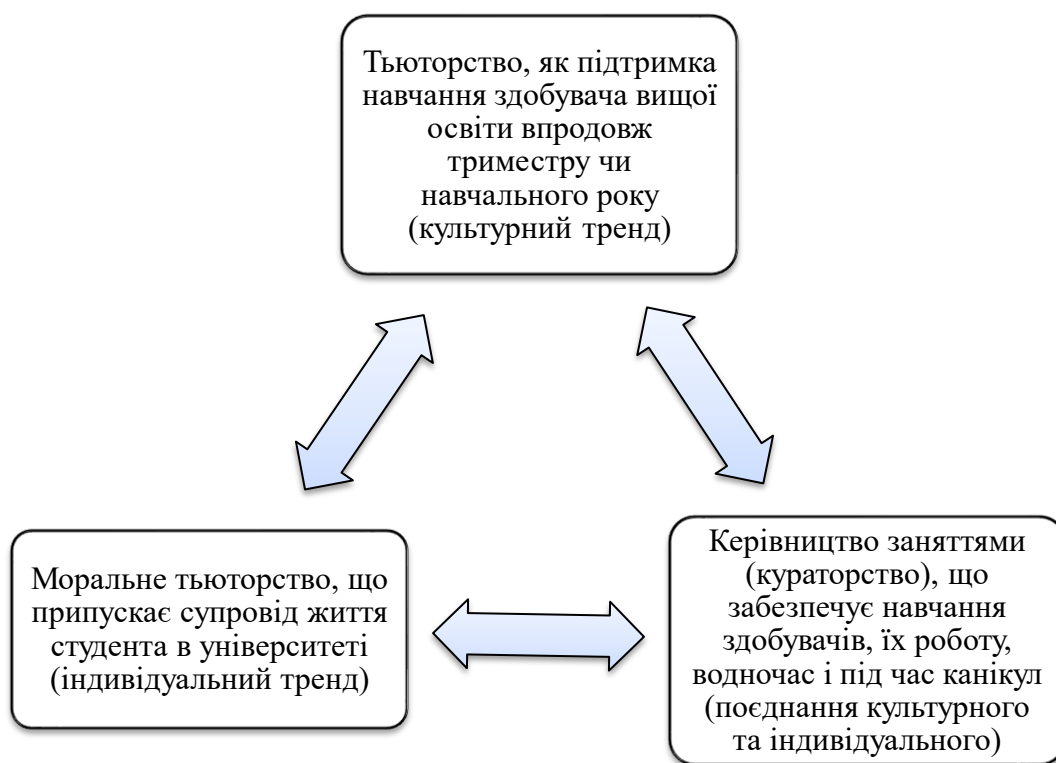 Тьюторство, як підтримка
навчання здобувача вищої
освіти впродовж
триместру чи
навчального року
(культурний тренд)
Моральне тьюторство, що
припускає супровід життя
студента в університеті
(індивідуальний тренд)
Керівництво заняттями
(кураторство), що
забезпечує навчання
здобувачів, їх роботу,
водночас і під час канікул
(поєднання культурного
та індивідуального)